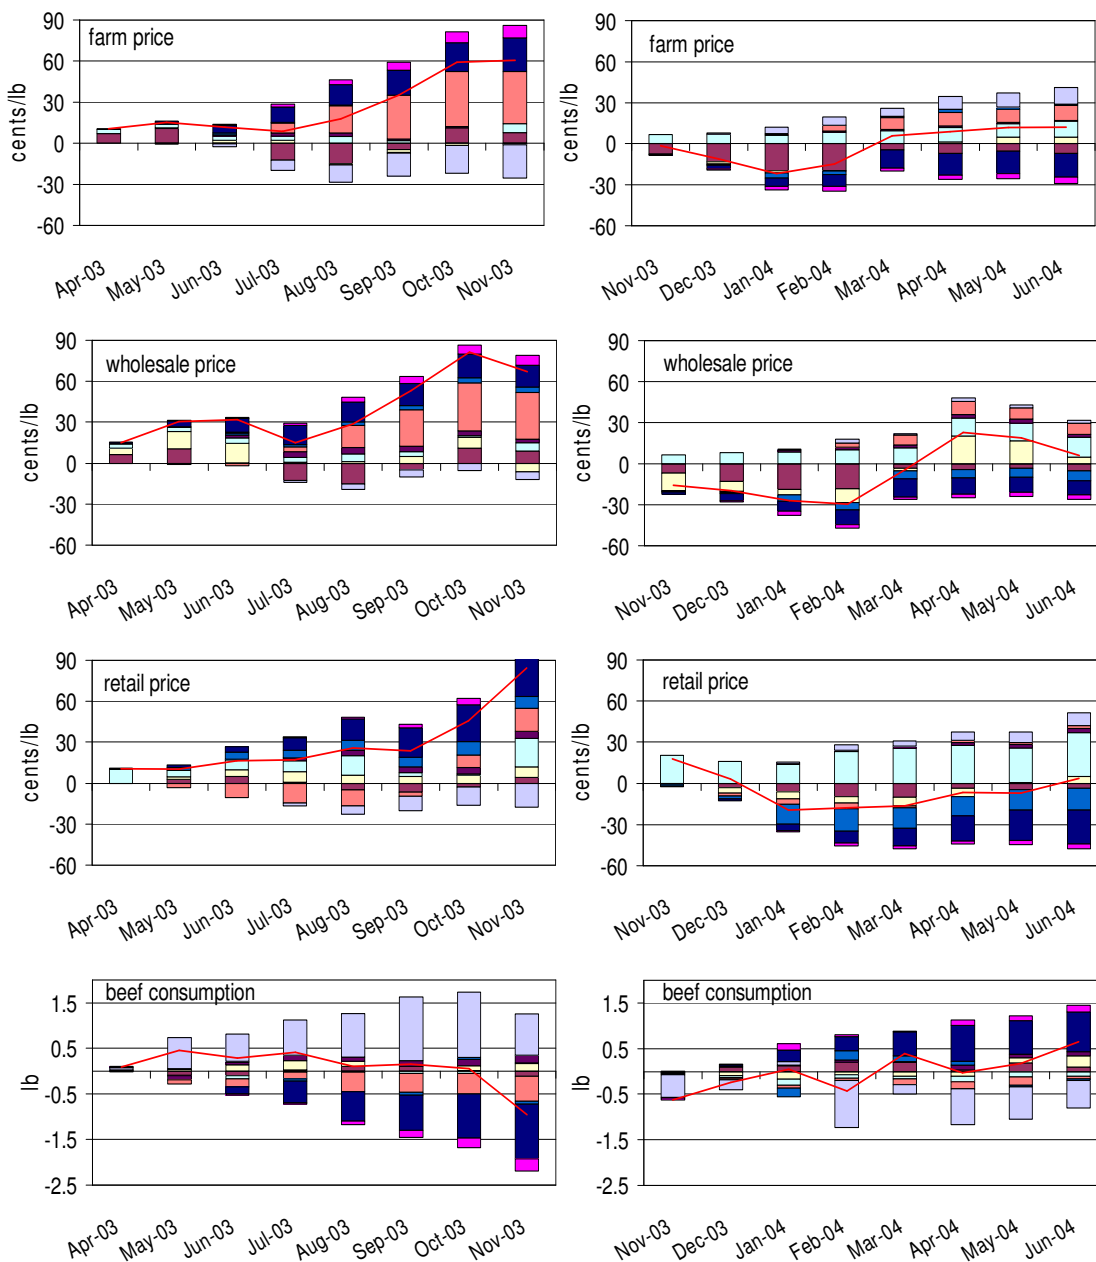 farm price
cents/lb
90
60
30
0
-30
-60
Apr-03
May-03
Jun-03
Jul-03
Aug-03
Sep-03
Oct-03
Nov-03
farm price
cents/lb
90
60
30
0
-30
-60
Nov-03
Dec-03
Jan-04
Feb-04
Mar-04
Apr-04
May-04
Jun-04
wholesale price
cents/lb
90
60
30
0
-30
-60
Apr-03
May-03
Jun-03
Jul-03
Aug-03
Sep-03
Oct-03
Nov-03
wholesale price
cents/lb
90
60
30
0
-30
-60
Nov-03
Dec-03
Jan-04
Feb-04
Mar-04
Apr-04
May-04
Jun-04
retail price
cents/lb
90
60
30
0
-30
-60
Apr-03
May-03
Jun-03
Jul-03
Aug-03
Sep-03
Oct-03
Nov-03
retail price
cents/lb
90
60
30
0
-30
-60
Nov-03
Dec-03
Jan-04
Feb-04
Mar-04
Apr-04
May-04
Jun-04
beef consumption
lb
1.5
0.5
-0.5
-1.5
-2.5
Apr-03
May-03
Jun-03
Jul-03
Aug-03
Sep-03
Oct-03
Nov-03
beef consumption
lb
1.5
0.5
-0.5
-1.5
-2.5
Nov-03
Dec-03
Jan-04
Feb-04
Mar-04
Apr-04
May-04
Jun-04